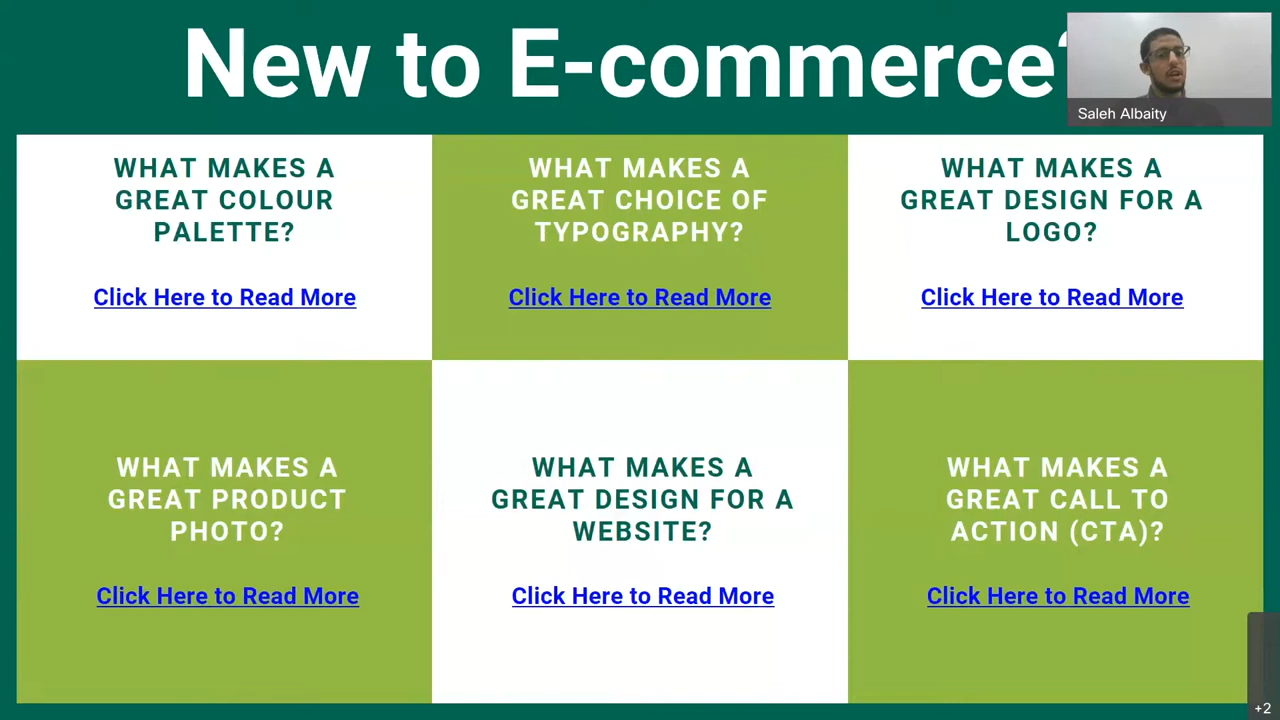 New to E-commerce?
Saleh Albaity
WHAT MAKES A
GREAT COLOUR
PALETTE?
Click Here to Read More
WHAT MAKES A
GREAT CHOICE OF
TYPOGRAPHY?
Click Here to Read More
WHAT MAKES A
GREAT DESIGN FOR A
LOGO?
Click Here to Read More
WHAT MAKES A
GREAT PRODUCT
PHOTO?
Click Here to Read More
WHAT MAKES A
GREAT DESIGN FOR A
WEBSITE?
Click Here to Read More
WHAT MAKES A
GREAT CALL TO
ACTION (CTA)?
Click Here to Read More
+2